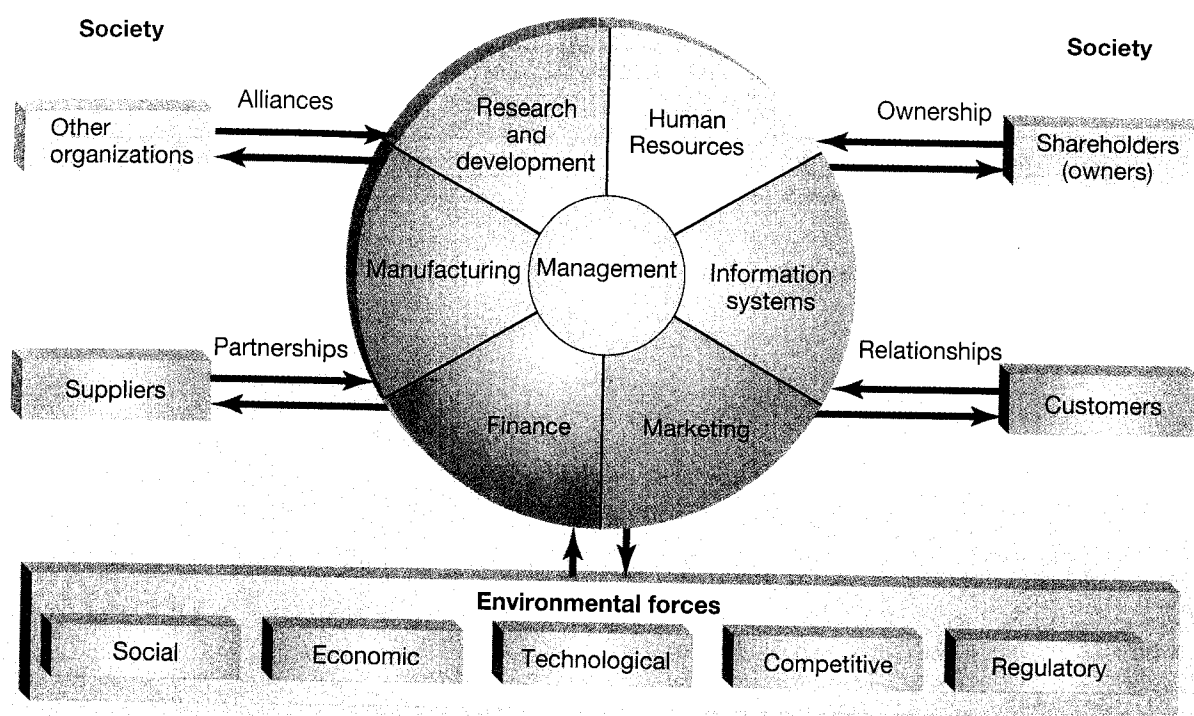 Society
Society
Alliances
Other
organizations
Research
and
development
Human
Resources
Ownership
Shareholders
(owners)
Manufacturing
Management
Information
systems
Partnerships
Suppliers
Relationships
Customers
Finance
Marketing
Environmental forces
Social
Economic
Technological
Competitive
Regulatory